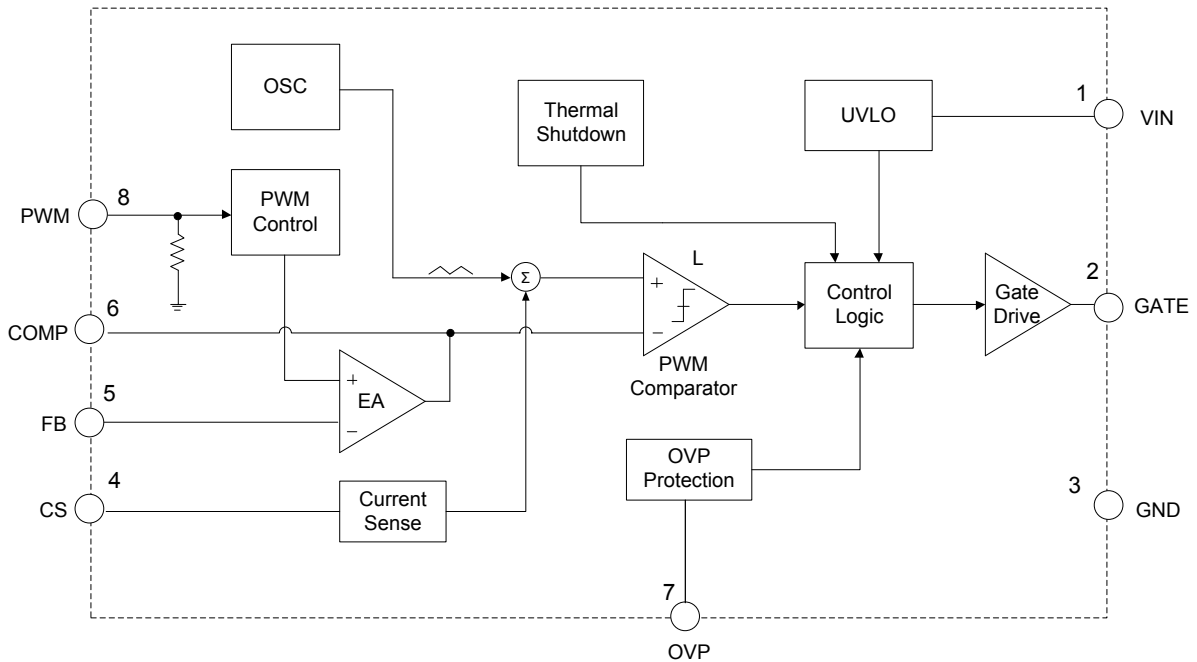 OSC
Thermal
Shutdown
UVLO
1
VIN
8
PWM
PWM
Control
Σ
L
+
−
PWM
Comparator
Control
Logic
Gate
Drive
2
GATE
6
COMP
5
FB
+
−
EA
4
CS
Current
Sense
OVP
Protection
3
GND
7
OVP